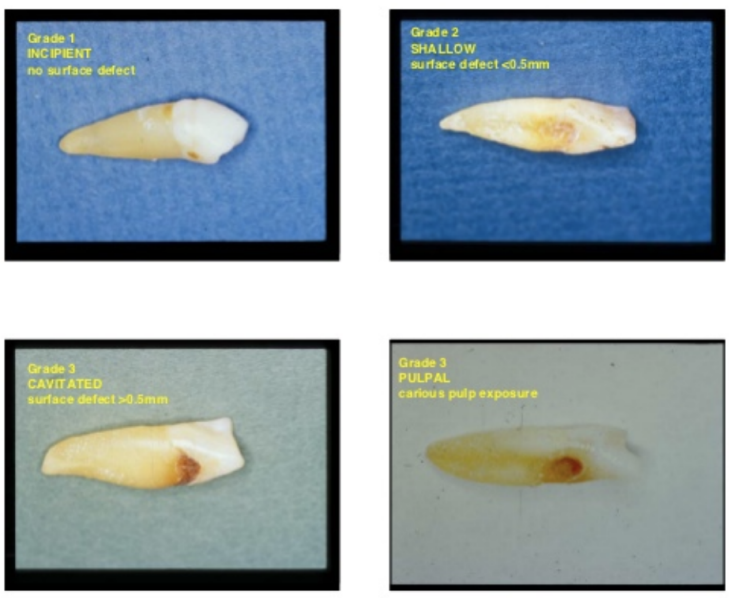 Grade 1
INCIPIENT
no surface defect
Grade 2
SHALLOW
surface defect <0.5mm
Grade 3
CAVITATED
surface defect >0.5mm
Grade 3
PULPAL
carious pulp exposure